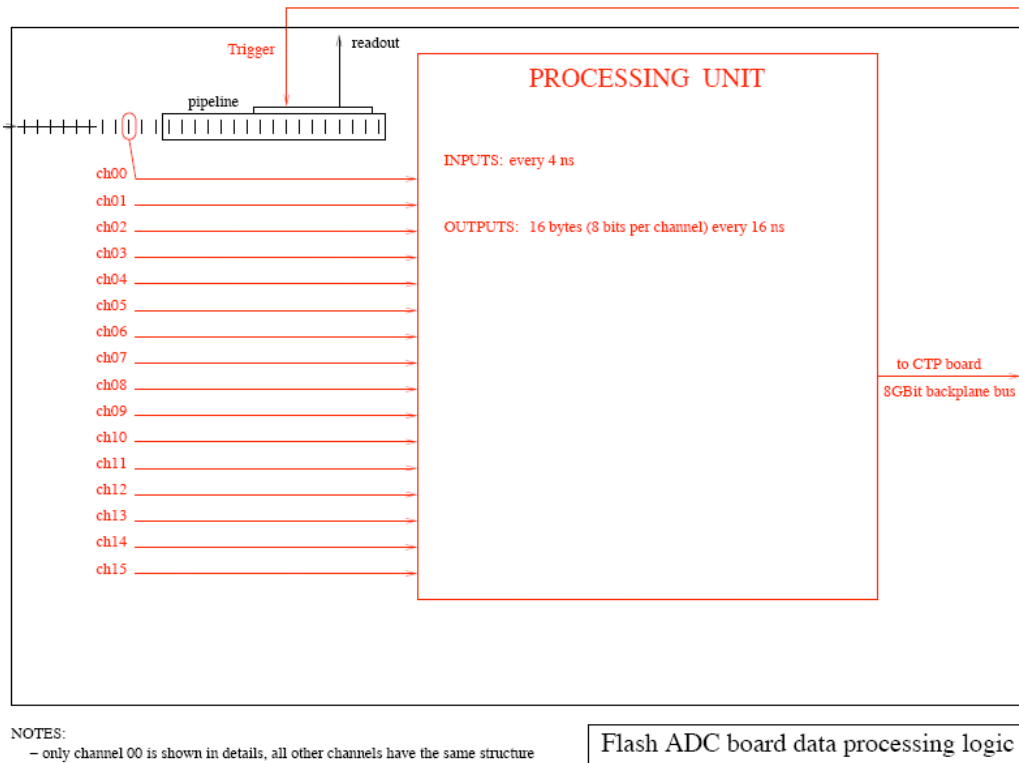 Trigger
readout
pipeline
PROCESSING UNIT
INPUTS: every 4 ns
OUTPUTS: 16 bytes (8 bits per channel) every 16 ns
ch00
ch01
ch02
ch03
ch04
ch05
ch06
ch07
ch08
ch09
ch10
ch11
ch12
ch13
ch14
ch15
to CTP board
8GBit backplane bus
NOTES:
– only channel 00 is shown in details, all other channels have the same structure
Flash ADC board data processing logic